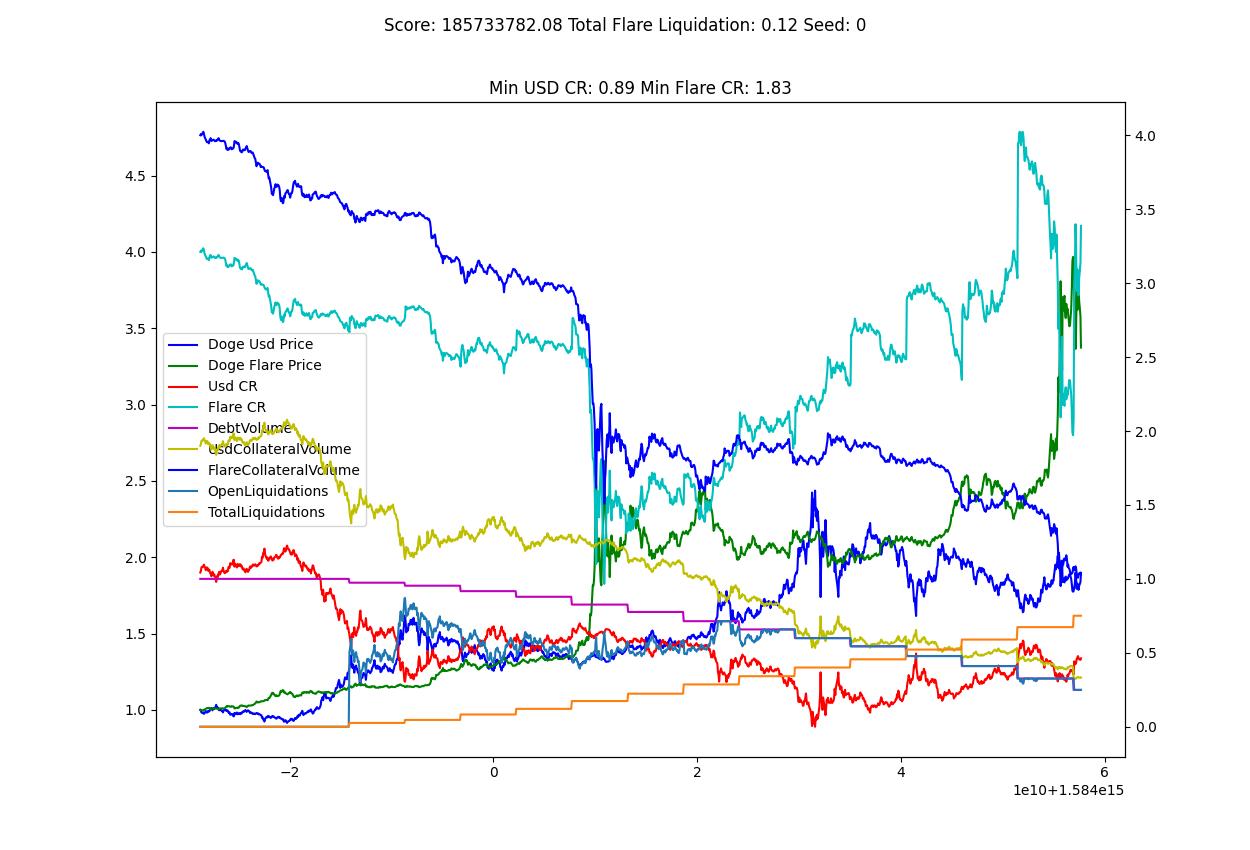 Score: 185733782.08 Total Flare Liquidation: 0.12 Seed: 0
Min USD CR: 0.89 Min Flare CR: 1.83
4.5
4.0
3.5
3.0
2.5
2.0
1.5
1.0
Doge Usd Price
Doge Flare Price
Usd CR
Flare CR
DebtVolume
UsdCollateralVolume
FlareCollateralVolume
OpenLiquidations
TotalLiquidations
4.0
3.5
3.0
2.5
2.0
1.5
1.0
0.5
0.0
−2
0
2
4
6
1e10+1.584e15